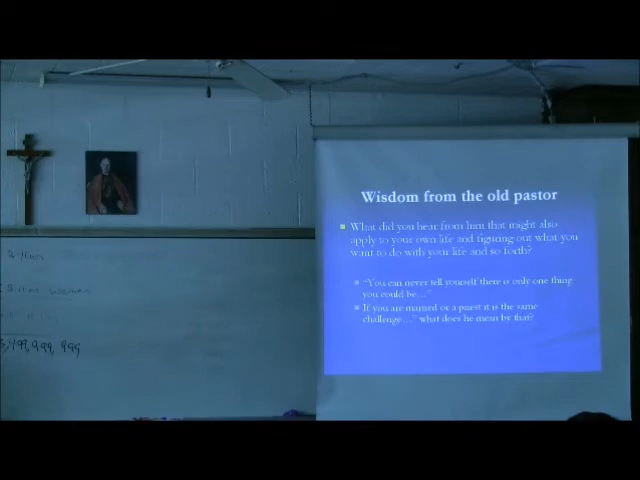 Wisdom from the old pastor
What did you hear from him that might also
apply to your own life and figuring out what you
want to do with your life and so forth?
"You can never tell yourself there is only one thing
you could be..."
If you are married or a priest it is the same
challenge..." what does he mean by that?
,499,999, 999